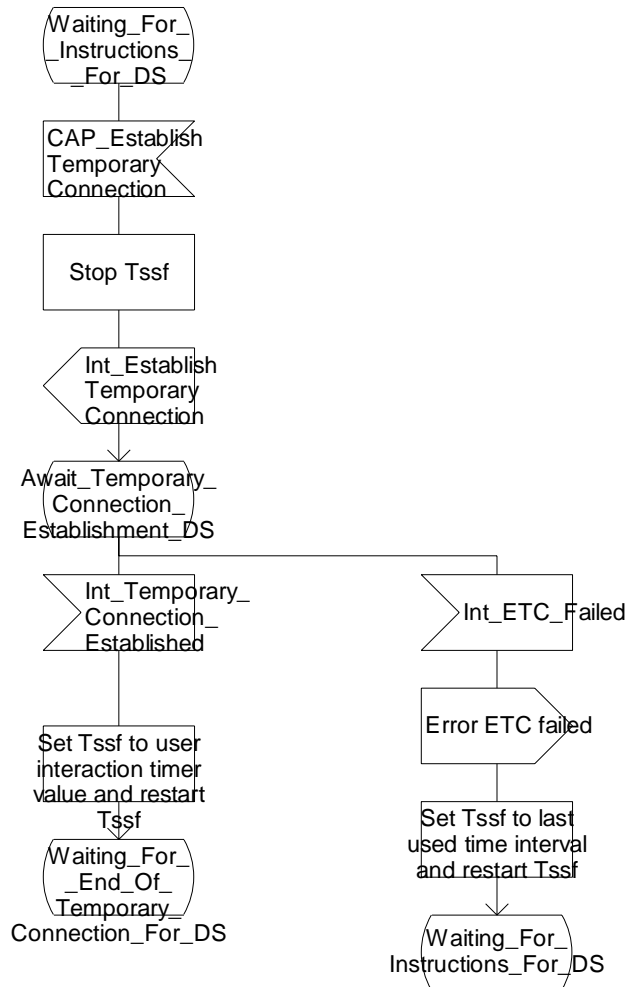 Waiting_For_
_Instructions_
_For_DS
CAP_Establish
Temporary
Connection
Stop Tssf
Int_Establish
Temporary
Connection
Await_Temporary_
Connection_
Establishment_DS
Int_Temporary_
Connection_
Established
Int_ETC_Failed
Error ETC failed
Set Tssf to user
interaction timer
value and restart
Tssf
Set Tssf to last
used time interval
and restart Tssf
Waiting_For_
_End_Of_
Temporary_
Connection_For_DS
Waiting_For_
Instructions_For_DS